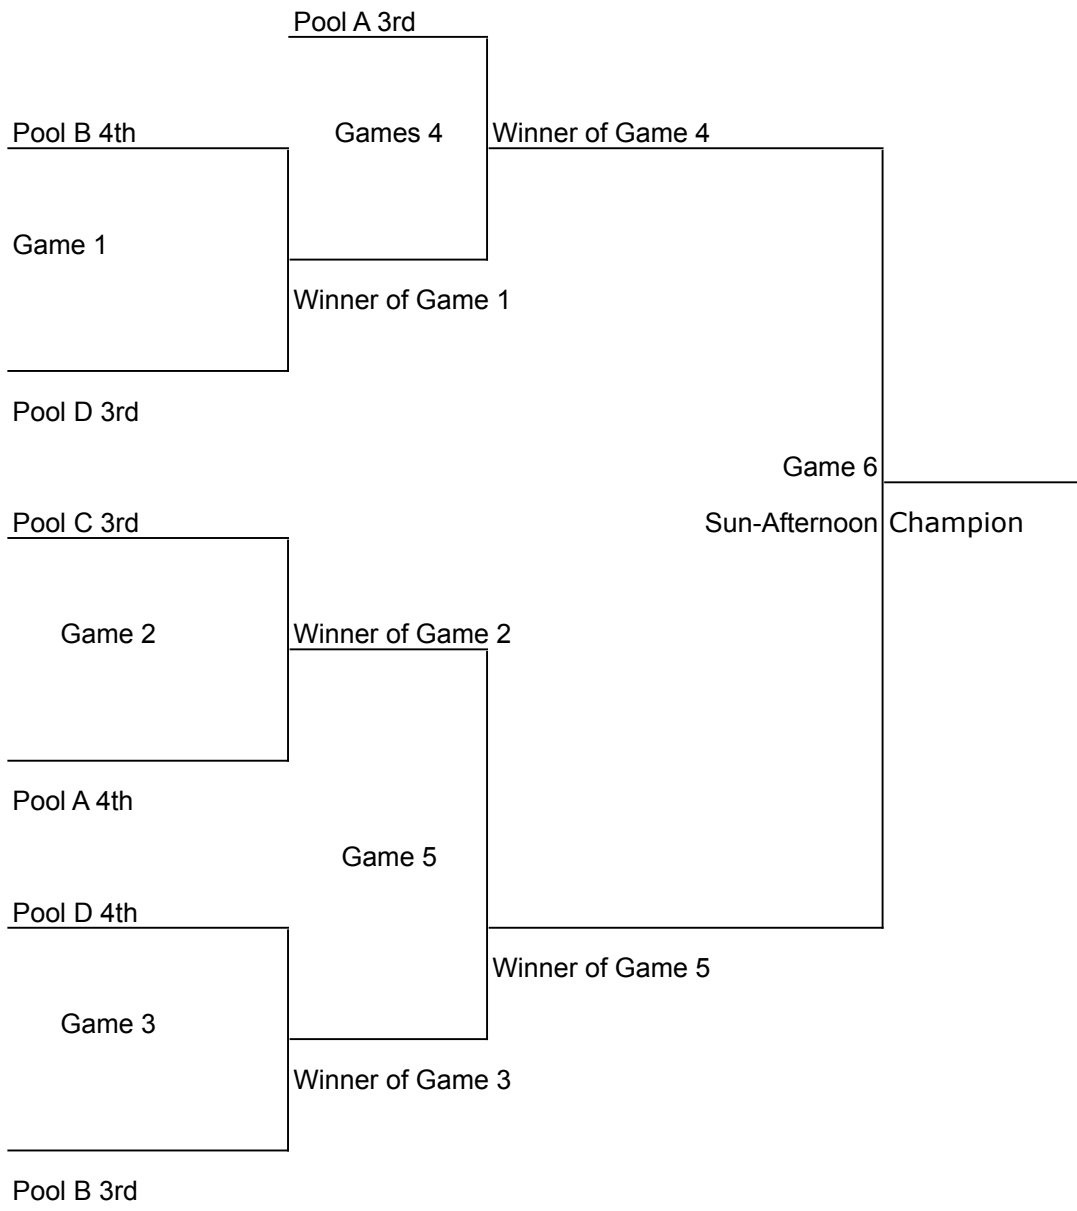 Pool A 3rd
Pool B 4th
Games 4
Winner of Game 4
Game 1
Winner of Game 1
Pool D 3rd
Game 6
Pool C 3rd
Sun-Afternoon
Champion
Game 2
Winner of Game 2
Pool A 4th
Game 5
Pool D 4th
Winner of Game 5
Game 3
Winner of Game 3
Pool B 3rd